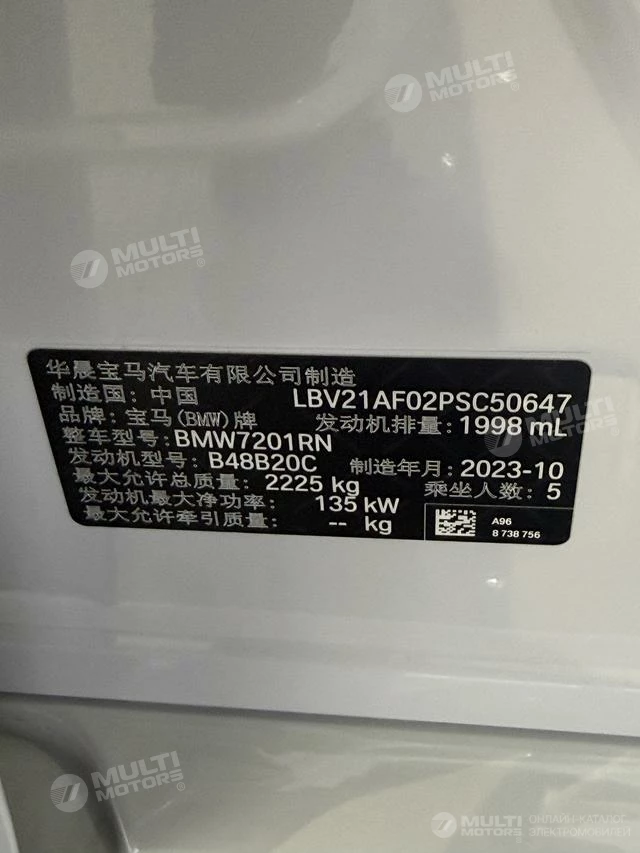 MULTI
MOTORS®
MULTI
MOTORS®
华晨宝马汽车有限公司制造
制造国：中国 LBV21AF02PSC50647
品牌：宝马(BMW)牌 发动机排量：1998 mL
整车型号：BMW7201RN
发动机型号：B48B20C 制造年月：2023-10
最大允许总质量：2225 kg 乘坐人数：5
发动机最大净功率：135 kW
最大允许牵引质量：-- kg
A96
8 738 756
MULTI
MOTORS®
MULTI
MOTORS®
ОНЛАЙН-КАТАЛОГ
ЭЛЕКТРОМОБИЛЕЙ